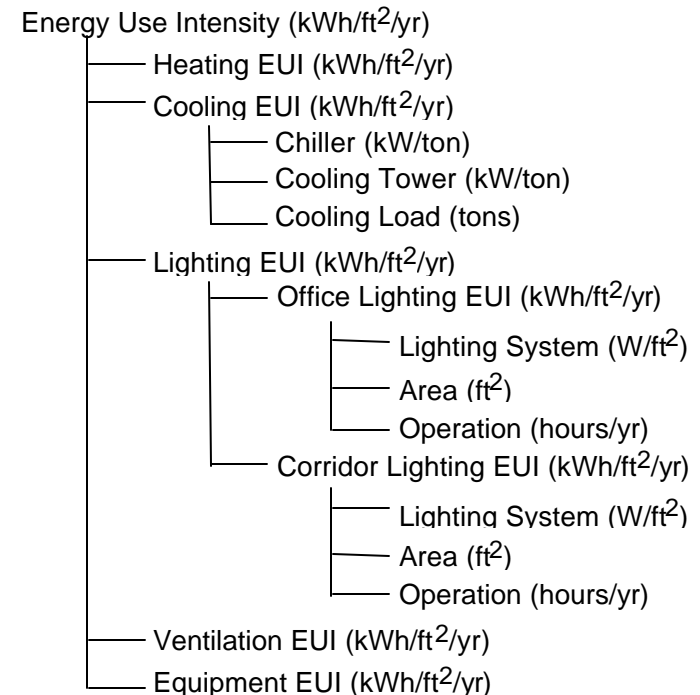 Energy Use Intensity (kWh/ft²/yr)
Heating EUI (kWh/ft²/yr)
Cooling EUI (kWh/ft²/yr)
Chiller (kW/ton)
Cooling Tower (kW/ton)
Cooling Load (tons)
Lighting EUI (kWh/ft²/yr)
Office Lighting EUI (kWh/ft²/yr)
Lighting System (W/ft²)
Area (ft²)
Operation (hours/yr)
Corridor Lighting EUI (kWh/ft²/yr)
Lighting System (W/ft²)
Area (ft²)
Operation (hours/yr)
Ventilation EUI (kWh/ft²/yr)
Equipment EUI (kWh/ft²/yr)